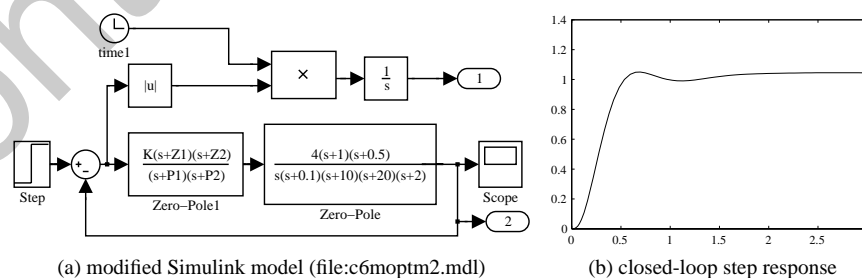 time1
|u|
×
1
s
1
Step
+
−
K(s+Z1)(s+Z2)
(s+P1)(s+P2)
Zero−Pole1
4(s+1)(s+0.5)
s(s+0.1)(s+10)(s+20)(s+2)
Zero−Pole
Scope
2
(a) modified Simulink model (file:c6moptm2.mdl)
1.4
1.2
1
0.8
0.6
0.4
0.2
0
0
0.5
1
1.5
2
2.5
(b) closed-loop step response